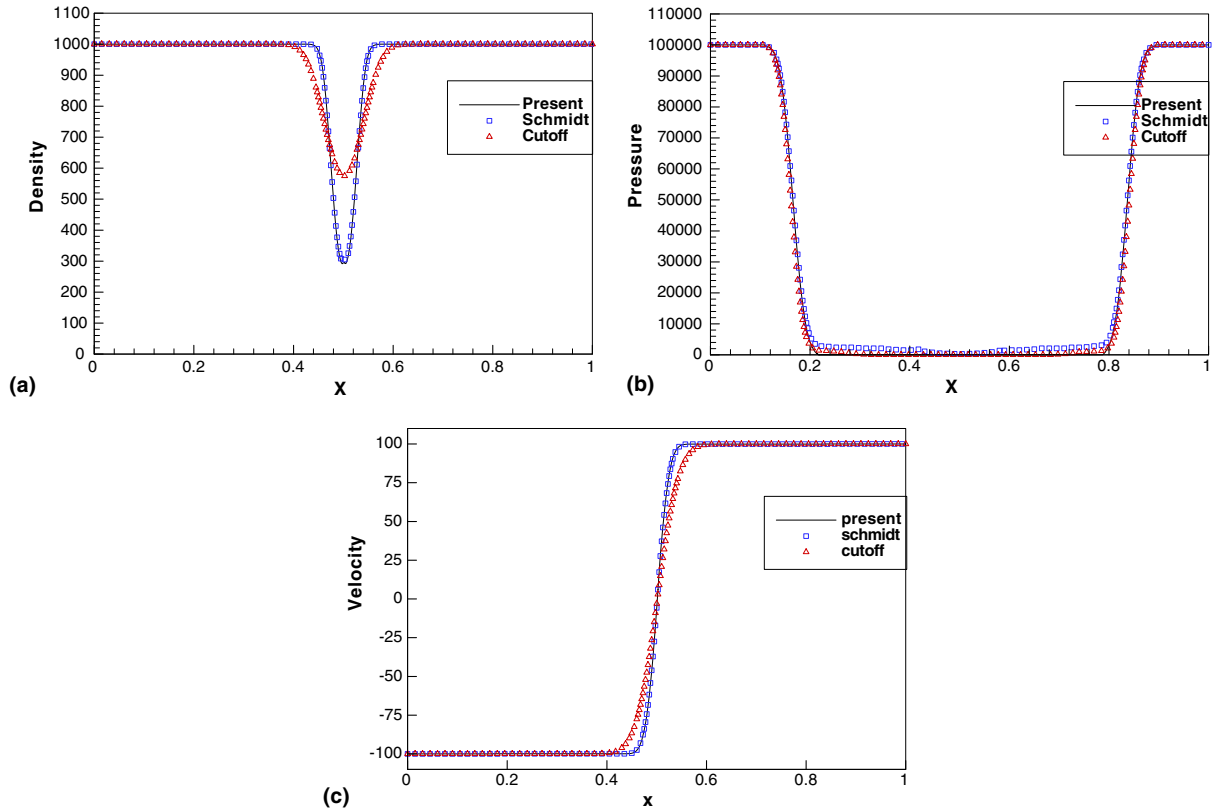 1100
1000
900
800
700
600
500
400
300
200
100
0
Density
0
0.2
0.4
0.6
0.8
1
X
Present
Schmidt
Cutoff
(a)
110000
100000
90000
80000
70000
60000
50000
40000
30000
20000
10000
0
Pressure
0
0.2
0.4
0.6
0.8
1
X
Present
Schmidt
Cutoff
(b)
100
75
50
25
0
-25
-50
-75
-100
Velocity
0
0.2
0.4
0.6
0.8
1
x
present
schmidt
cutoff
(c)